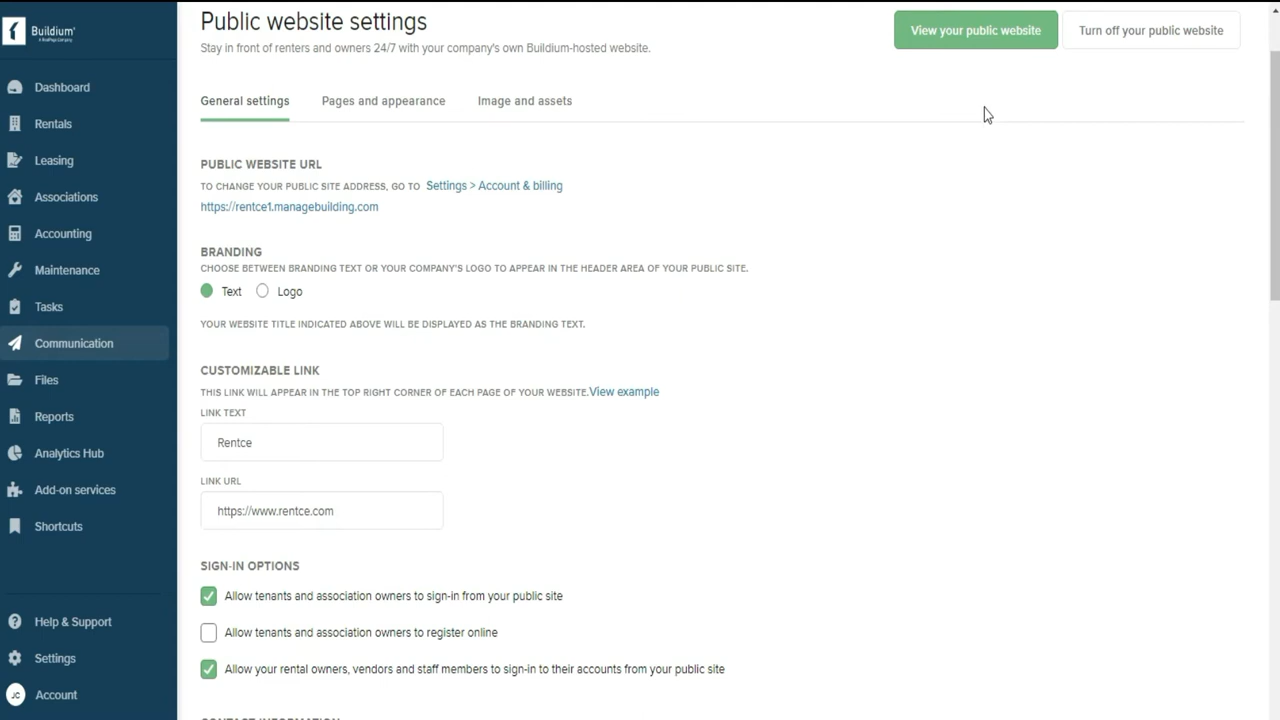 Buildium
A RealPage Company
Dashboard
Rentals
Leasing
Associations
Accounting
Maintenance
Tasks
Communication
Files
Reports
Analytics Hub
Add-on services
Shortcuts
Help & Support
Settings
JC
Account
Public website settings
Stay in front of renters and owners 24/7 with your company's own Buildium-hosted website.
View your public website
Turn off your public website
General settings
Pages and appearance
Image and assets
PUBLIC WEBSITE URL
TO CHANGE YOUR PUBLIC SITE ADDRESS, GO TO Settings > Account & billing
https://rentce1.managebuilding.com
BRANDING
CHOOSE BETWEEN BRANDING TEXT OR YOUR COMPANY'S LOGO TO APPEAR IN THE HEADER AREA OF YOUR PUBLIC SITE.
Text
Logo
YOUR WEBSITE TITLE INDICATED ABOVE WILL BE DISPLAYED AS THE BRANDING TEXT.
CUSTOMIZABLE LINK
THIS LINK WILL APPEAR IN THE TOP RIGHT CORNER OF EACH PAGE OF YOUR WEBSITE.View example
LINK TEXT
Rentce
LINK URL
https://www.rentce.com
SIGN-IN OPTIONS
Allow tenants and association owners to sign-in from your public site
Allow tenants and association owners to register online
Allow your rental owners, vendors and staff members to sign-in to their accounts from your public site
CONTACT INFORMATION